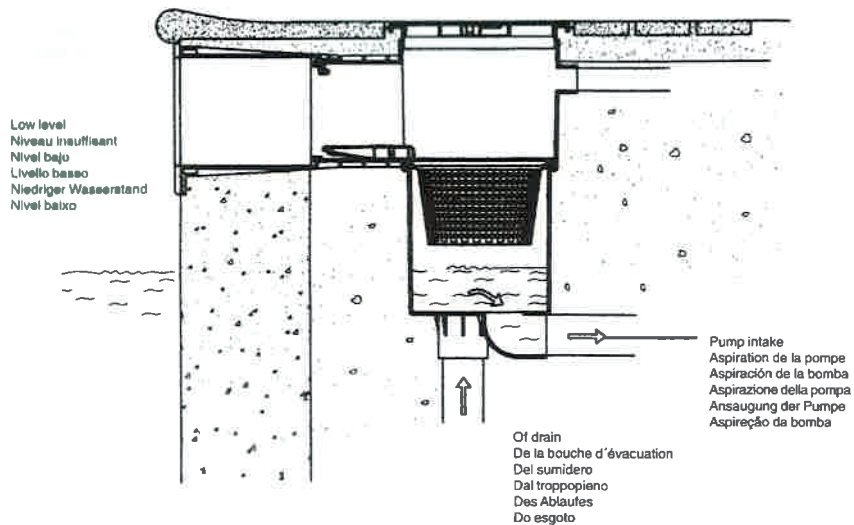 Low level
Niveau insuffisant
Nivel bajo
Livello basso
Niedriger Wasserstand
Nivel baixo
Pump intake
Aspiration de la pompe
Aspiración de la bomba
Aspirazione della pompa
Ansaugung der Pumpe
Aspireção da bomba
Of drain
De la bouche d´évacuation
Del sumidero
Dal troppopieno
Des Ablaufes
Do esgoto